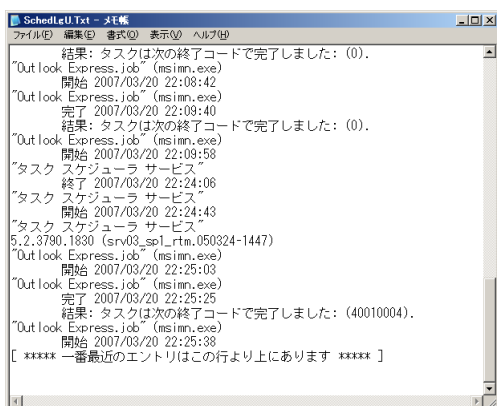 SchedLgU.Txt - メモ帳
ファイル(F) 編集(E) 書式(O) 表示(V) ヘルプ(H)
結果: タスクは次の終了コードで完了しました: (0).
"Outlook Express.job" (msimn.exe)
開始 2007/03/20 22:08:42
"Outlook Express.job" (msimn.exe)
完了 2007/03/20 22:09:40
結果: タスクは次の終了コードで完了しました: (0).
"Outlook Express.job" (msimn.exe)
開始 2007/03/20 22:09:58
"タスク スケジューラ サービス"
終了 2007/03/20 22:24:06
"タスク スケジューラ サービス"
開始 2007/03/20 22:24:43
"タスク スケジューラ サービス"
5.2.3790.1830 (srv03_sp1_rtm.050324-1447)
"Outlook Express.job" (msimn.exe)
開始 2007/03/20 22:25:03
"Outlook Express.job" (msimn.exe)
完了 2007/03/20 22:25:25
結果: タスクは次の終了コードで完了しました: (40010004).
"Outlook Express.job" (msimn.exe)
開始 2007/03/20 22:25:38
[ ***** 一番最近のエントリはこの行より上にあります ***** ]